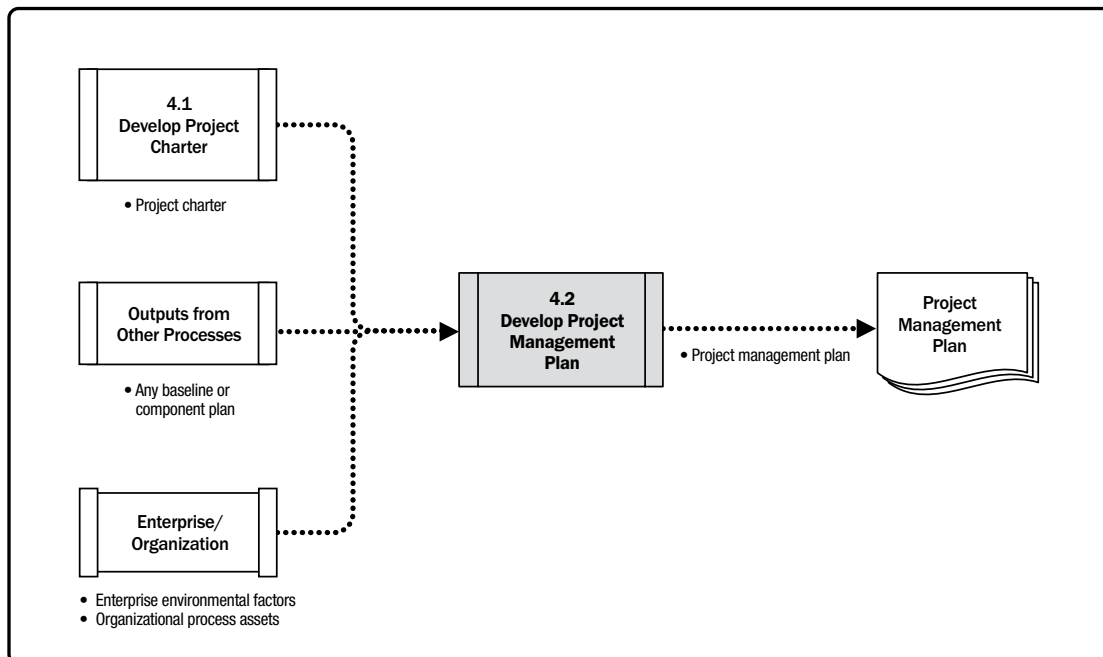 4.1
Develop Project
Charter
• Project charter
Outputs from
Other Processes
• Any baseline or
component plan
Enterprise/
Organization
• Enterprise environmental factors
• Organizational process assets
4.2
Develop Project
Management
Plan
• Project management plan
Project
Management
Plan